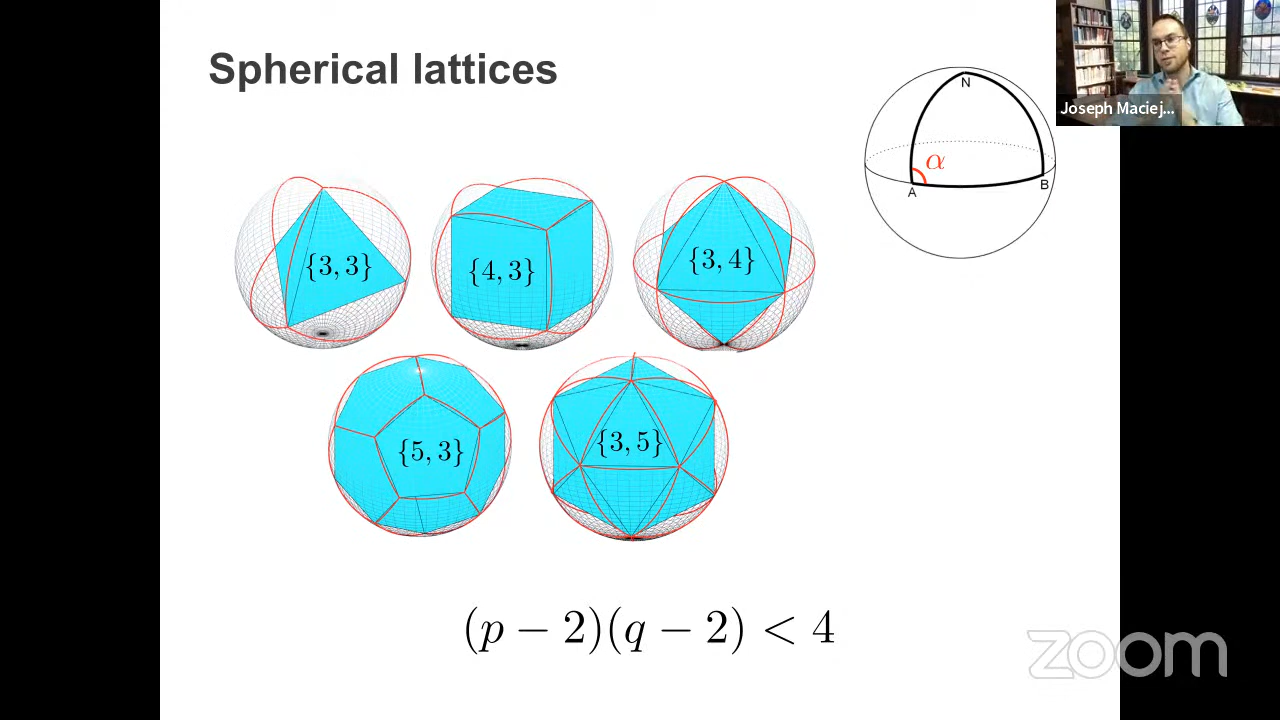 Spherical lattices
N
α
A
B
Joseph Maciej...
{3, 3}
{4, 3}
{3, 4}
{5, 3}
{3, 5}
(p − 2)(q − 2) < 4
zoom